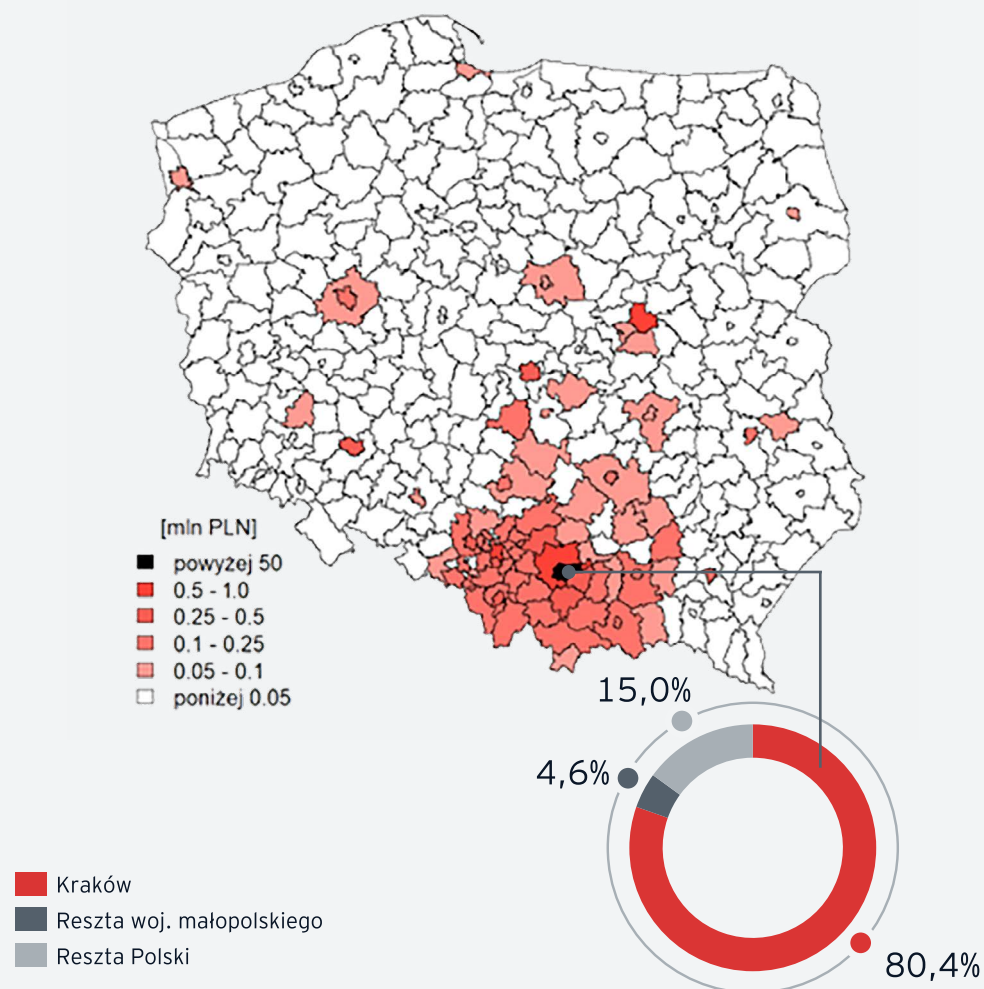 [mln PLN]
powyżej 50
0.5 - 1.0
0.25 - 0.5
0.1 - 0.25
0.05 - 0.1
poniżej 0.05
15,0%
4,6%
Kraków
Reszta woj. małopolskiego
Reszta Polski
80,4%